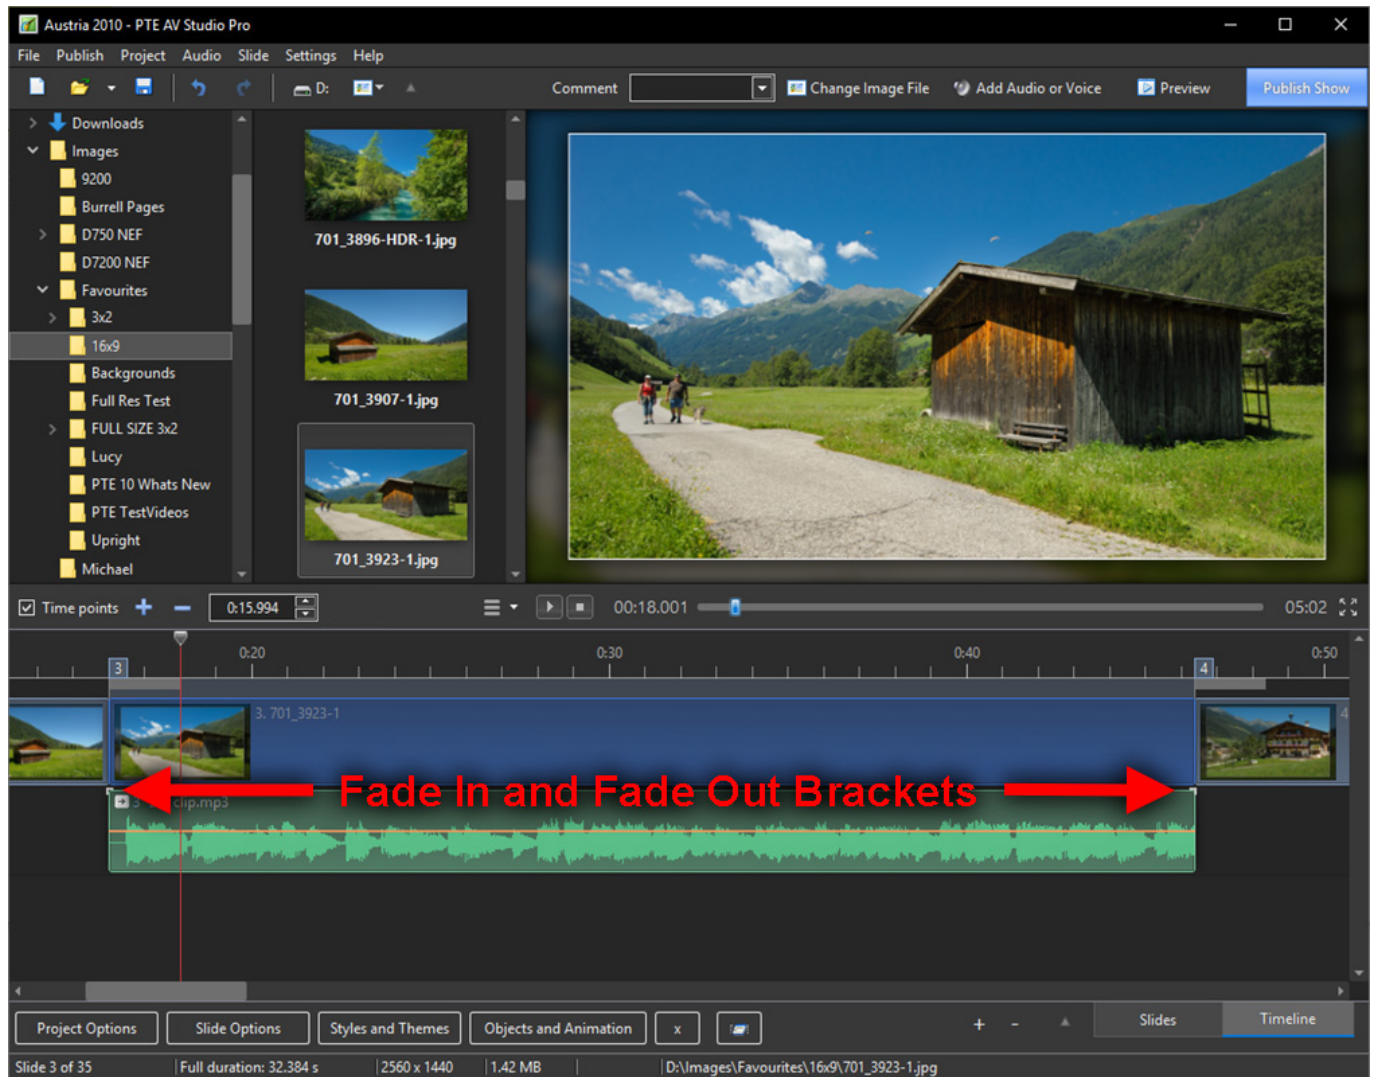 Austria 2010 - PTE AV Studio Pro
File Publish Project Audio Slide Settings Help
D: Comment Change Image File Add Audio or Voice Preview Publish Show
Downloads
Images
9200
Burrell Pages
D750 NEF
D7200 NEF
Favourites
3x2
16x9
Backgrounds
Full Res Test
FULL SIZE 3x2
Lucy
PTE 10 Whats New
PTE TestVideos
Upright
Michael
701_3896-HDR-1.jpg
701_3907-1.jpg
701_3923-1.jpg
Time points 0:15.994 00:18.001 05:02
0:20 0:30 0:40 0:50
3 4
3. 701_3923-1 4
Fade In and Fade Out Brackets
3 clip.mp3
Project Options Slide Options Styles and Themes Objects and Animation x + - Slides Timeline
Slide 3 of 35 Full duration: 32.384 s 2560 x 1440 1.42 MB D:\Images\Favourites\16x9\701_3923-1.jpg